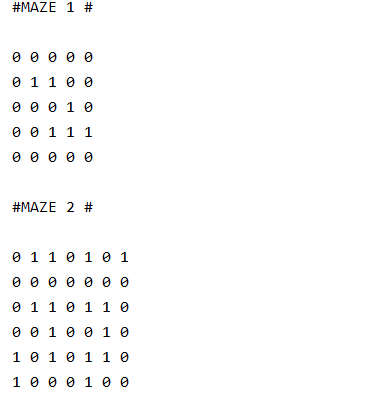 #MAZE 1 #
0 0 0 0 0
0 1 1 0 0
0 0 0 1 0
0 0 1 1 1
0 0 0 0 0
#MAZE 2 #
0 1 1 0 1 0 1
0 0 0 0 0 0 0
0 1 1 0 1 1 0
0 0 1 0 0 1 0
1 0 1 0 1 1 0
1 0 0 0 1 0 0